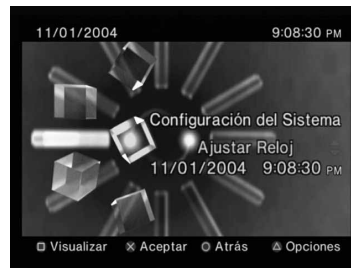 11/01/2004 9:08:30 PM
Configuración del Sistema
Ajustar Reloj
11/01/2004 9:08:30 PM
Visualizar Aceptar Atrás Opciones